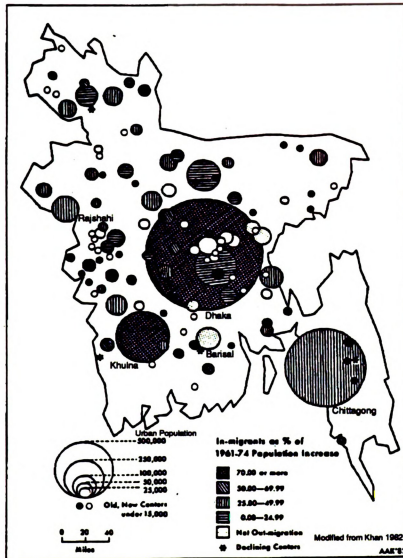 Rajshahi
Dhaka
Khulna
Barisal
Chittagong
Urban Population
500,000
250,000
100,000
50,000
25,000
Old, New Centers
under 15,000
0 20 40
Miles
In-migrants as % of
1961-74 Population Increase
70.00 or more
50.00—69.99
25.00—49.99
0.00—24.99
Net Out-migration
Declining Centers
Modified from Khan 1982